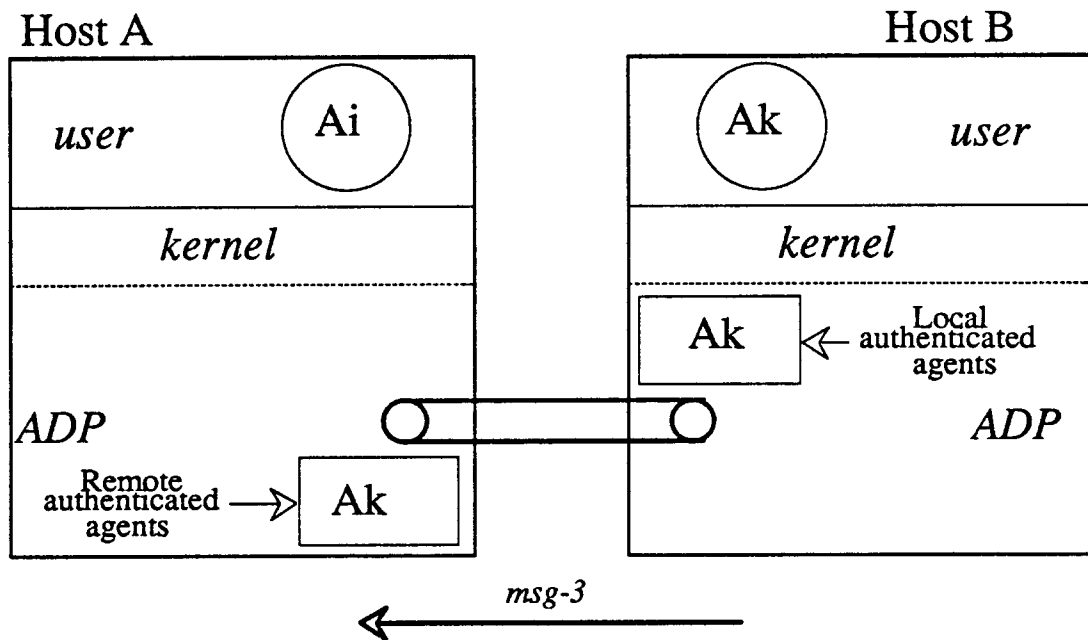 Host A
Host B
user
Ai
Ak
user
kernel
kernel
Ak
Local
authenticated
agents
ADP
ADP
Remote
authenticated
agents
Ak
msg-3